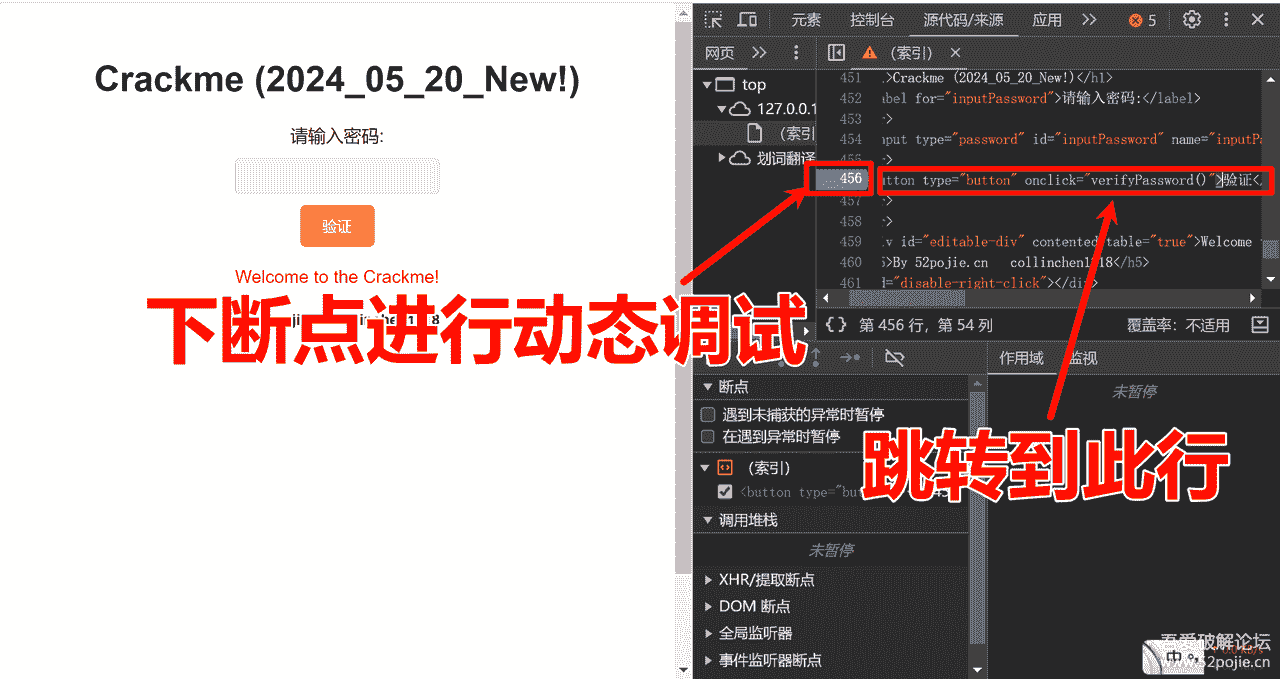 Crackme (2024_05_20_New!)
请输入密码:
验证
Welcome to the Crackme!
下断点进行动态调试
元素 控制台 源代码/来源 应用 5
网页 (索引)
top
127.0.0.1
(索引
划词翻译
451 .>Crackme (2024_05_20_New!)</h1>
452 abel for="inputPassword">请输入密码:</label>
453 >
454 nput type="password" id="inputPassword" name="inputPa
455 >
456 utton type="button" onclick="verifyPassword()">验证<
457 >
458 >
459 id="editable-div" contenteditable="true">Welcome
460 >By 52pojie.cn collinchen1818</h5>
461 d="disable-right-click"></div>
{} 第 456 行，第 54 列 覆盖率：不适用
作用域 监视
未暂停
断点
遇到未捕获的异常时暂停
在遇到异常时暂停
(索引)
<button type="but
跳转到此行
调用堆栈
未暂停
XHR/提取断点
DOM 断点
全局监听器
事件监听器断点
中
吾爱破解论坛
www.52pojie.cn